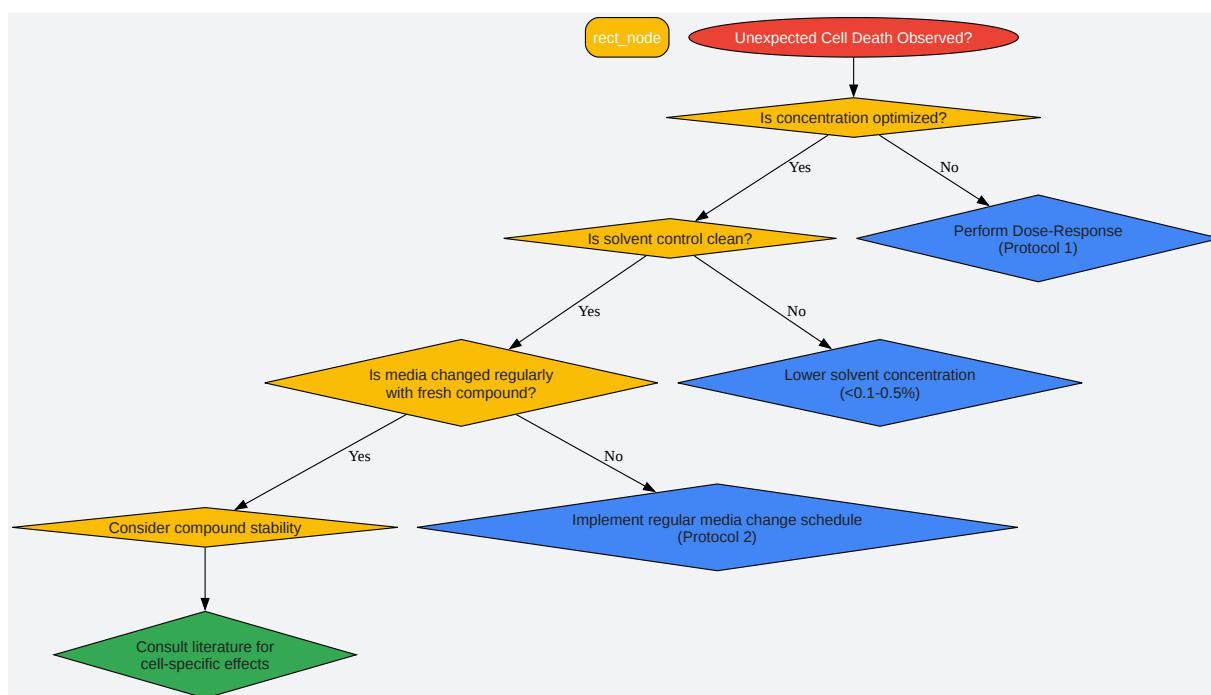 rect_node
Unexpected Cell Death Observed?
Is concentration optimized?
Yes
No
Perform Dose-Response
(Protocol 1)
Is solvent control clean?
Yes
No
Is media changed regularly
with fresh compound?
Lower solvent concentration
(<0.1-0.5%)
Yes
No
Consider compound stability
Implement regular media change schedule
(Protocol 2)
Consult literature for
cell-specific effects